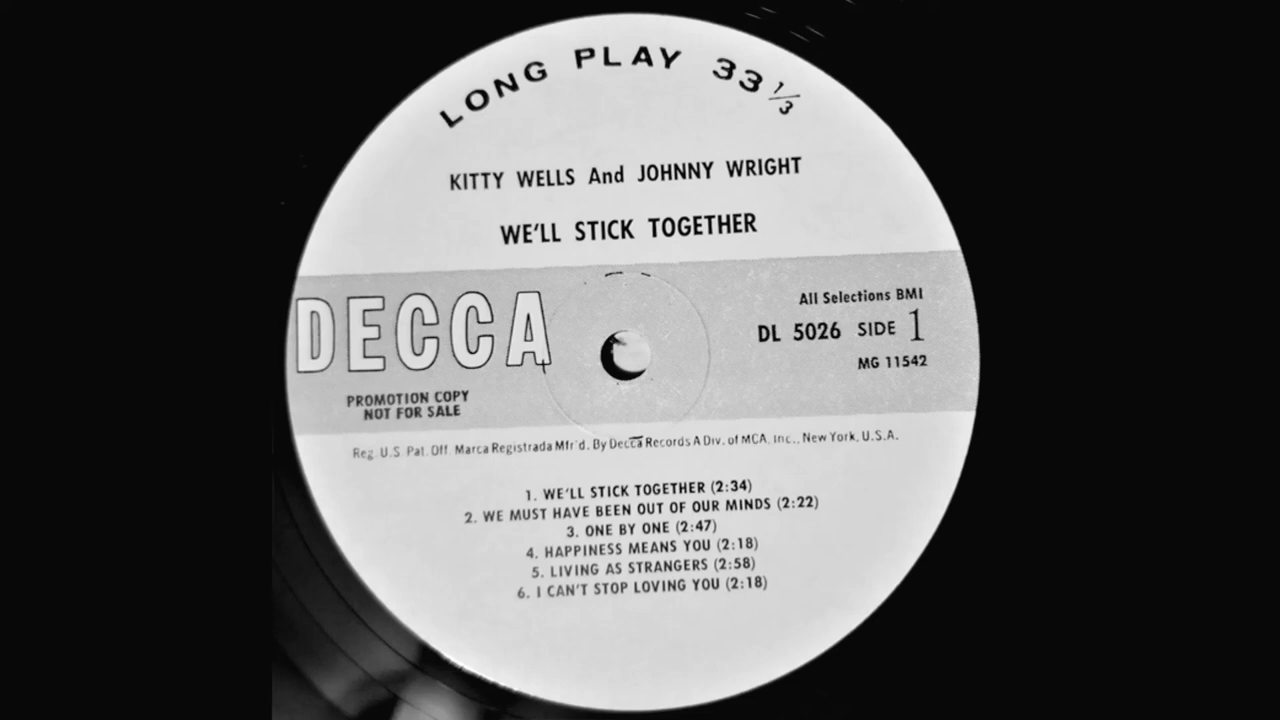 LONG PLAY 33 1/3
KITTY WELLS And JOHNNY WRIGHT
WE'LL STICK TOGETHER
DECCA
All Selections BMI
DL 5026 SIDE 1
MG 11542
PROMOTION COPY
NOT FOR SALE
Reg. U.S. Pat. Off. Marca Registrada Mfr'd. By Decca Records A Div. of MCA, Inc., New York, U.S.A.
1. WE'LL STICK TOGETHER (2:34)
2. WE MUST HAVE BEEN OUT OF OUR MINDS (2:22)
3. ONE BY ONE (2:47)
4. HAPPINESS MEANS YOU (2:18)
5. LIVING AS STRANGERS (2:58)
6. I CAN'T STOP LOVING YOU (2:18)